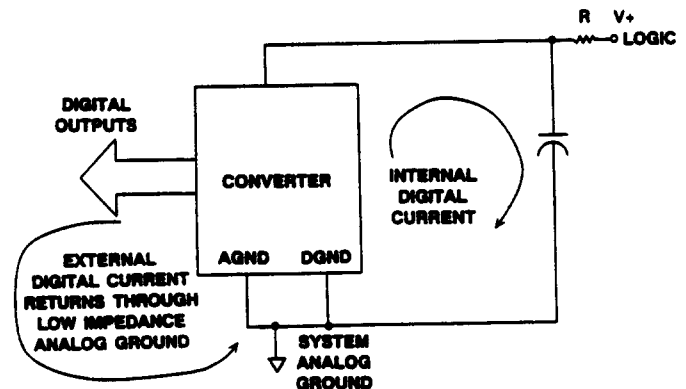 R V+
LOGIC
DIGITAL
OUTPUTS
CONVERTER
INTERNAL
DIGITAL
CURRENT
AGND DGND
EXTERNAL
DIGITAL CURRENT
RETURNS THROUGH
LOW IMPEDANCE
ANALOG GROUND
SYSTEM
ANALOG
GROUND